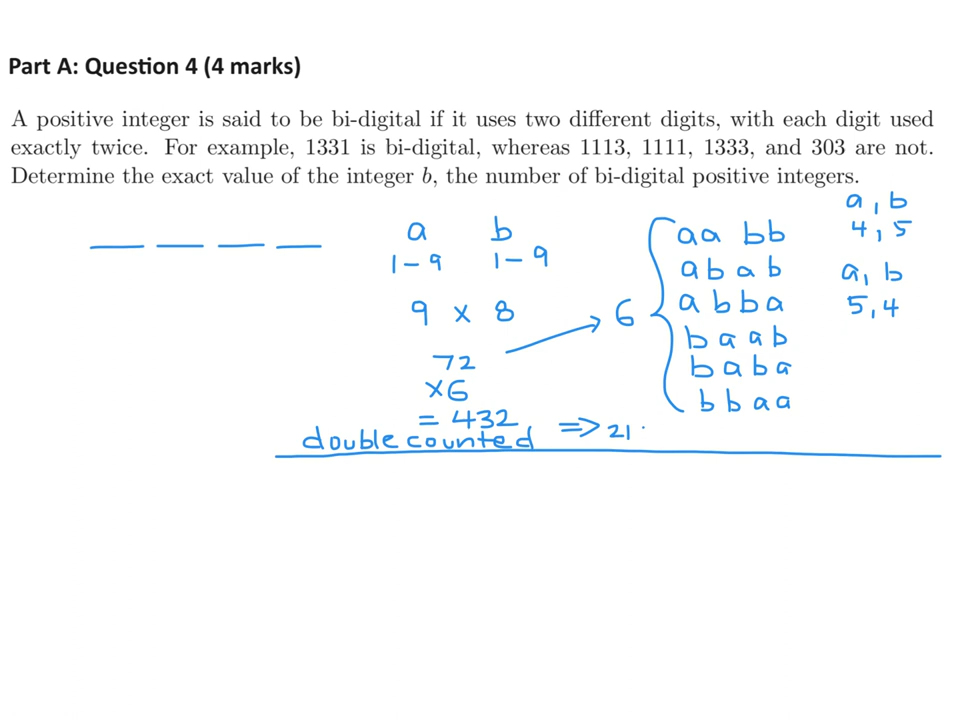 Part A: Question 4 (4 marks)
A positive integer is said to be bi-digital if it uses two different digits, with each digit used
exactly twice. For example, 1331 is bi-digital, whereas 1113, 1111, 1333, and 303 are not.
Determine the exact value of the integer b, the number of bi-digital positive integers.
a b
1-9 1-9
9 x 8
72
x6
= 432
double counted => 21
6
aa bb
abab
abba
baab
baba
bbaa
a, b
4, 5
a, b
5, 4